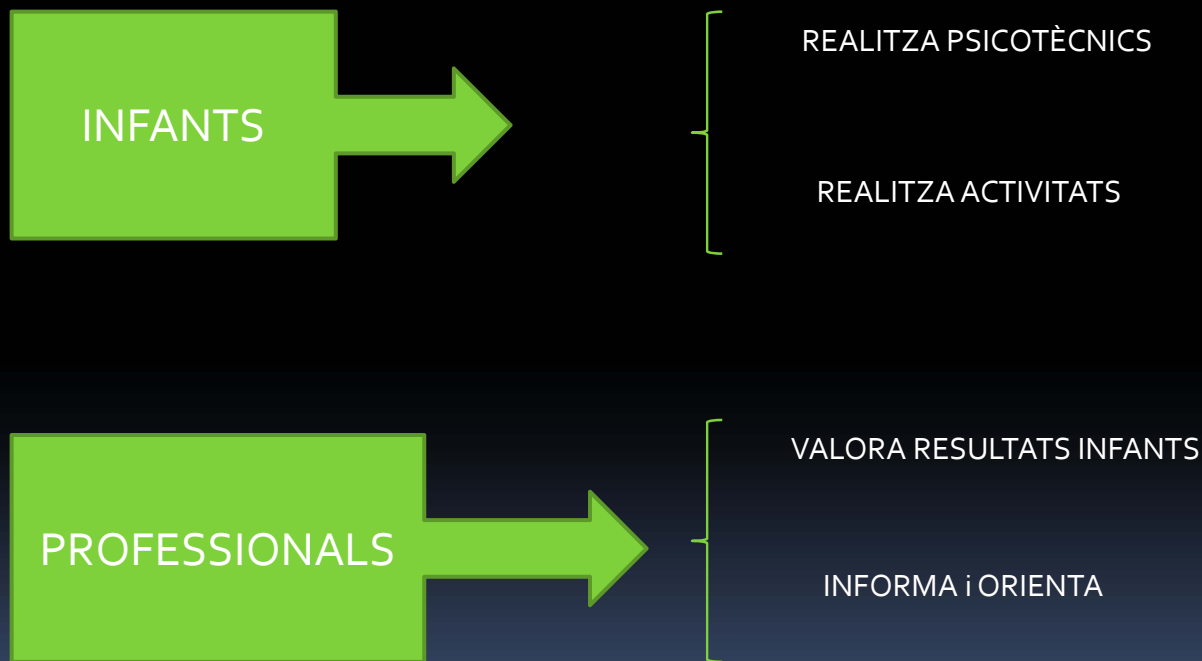 INFANTS
REALITZA PSICOTÈCNICS
REALITZA ACTIVITATS
PROFESSIONALS
VALORA RESULTATS INFANTS
INFORMA i ORIENTA